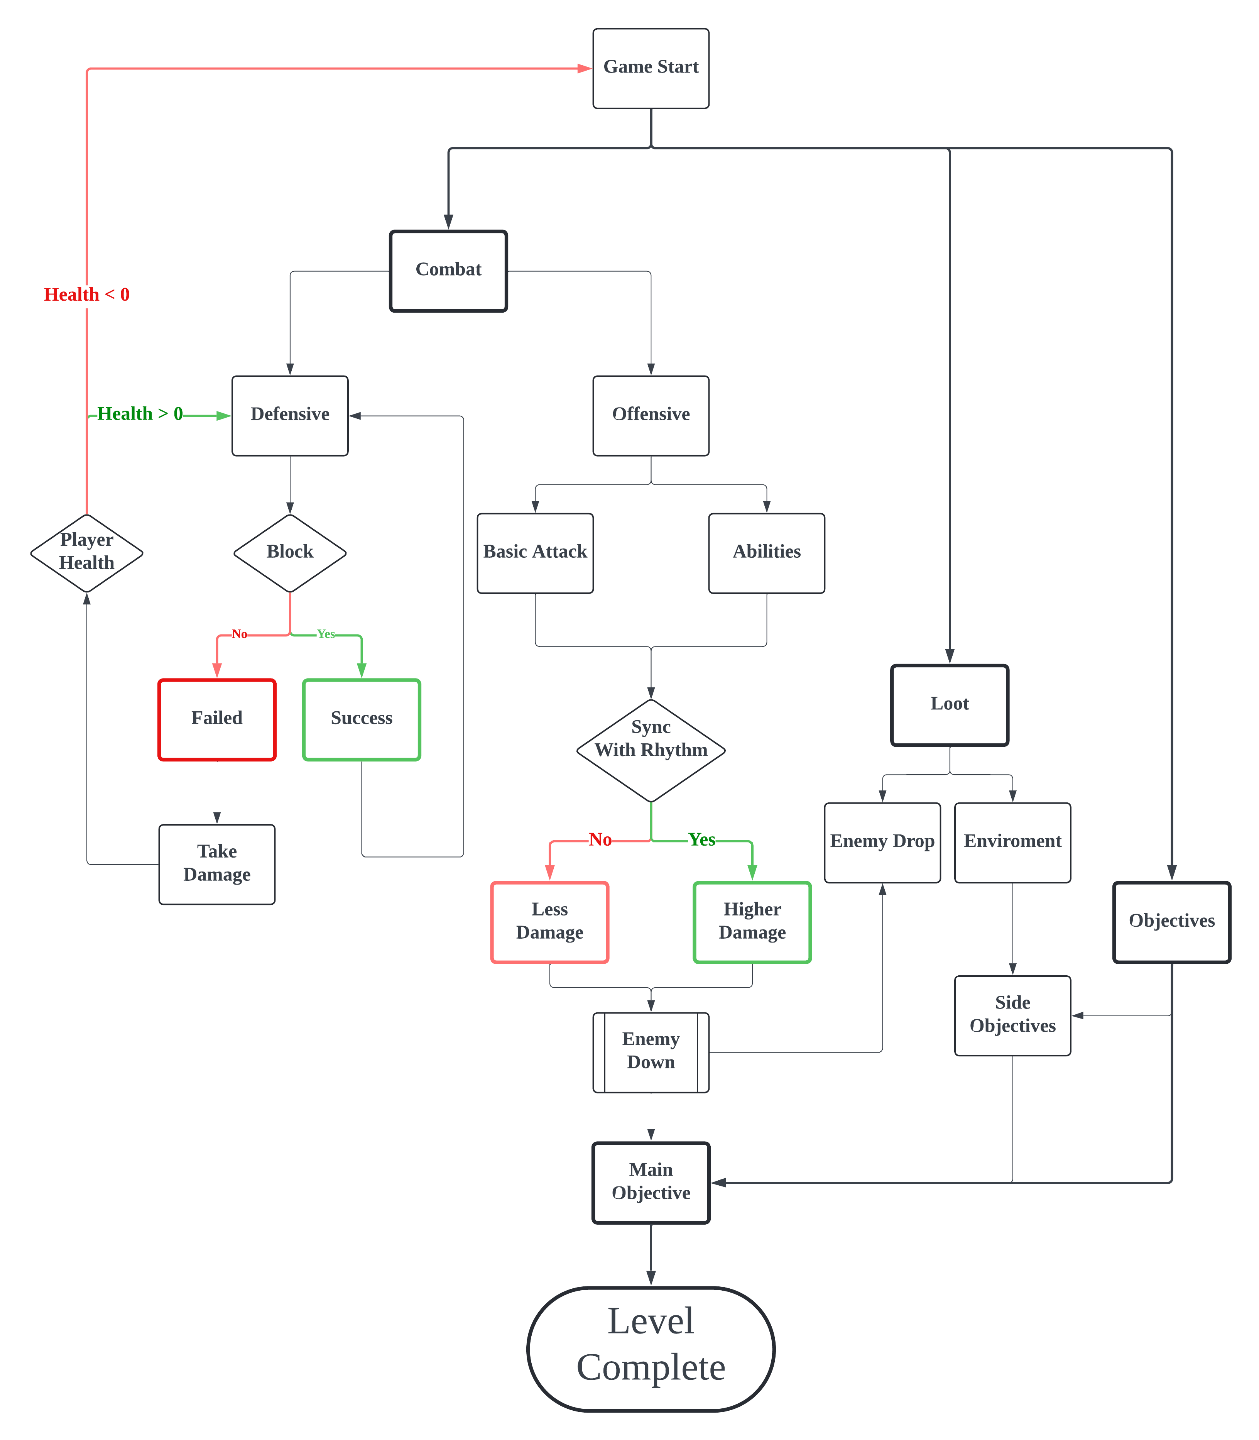 Game Start
Combat
Health < 0
Health > 0
Defensive
Offensive
Player
Health
Block
Basic Attack
Abilities
No
Yes
Failed
Success
Sync
With Rhythm
Loot
Take
Damage
No
Yes
Enemy Drop
Enviroment
Less
Damage
Higher
Damage
Objectives
Side
Objectives
Enemy
Down
Main
Objective
Level
Complete